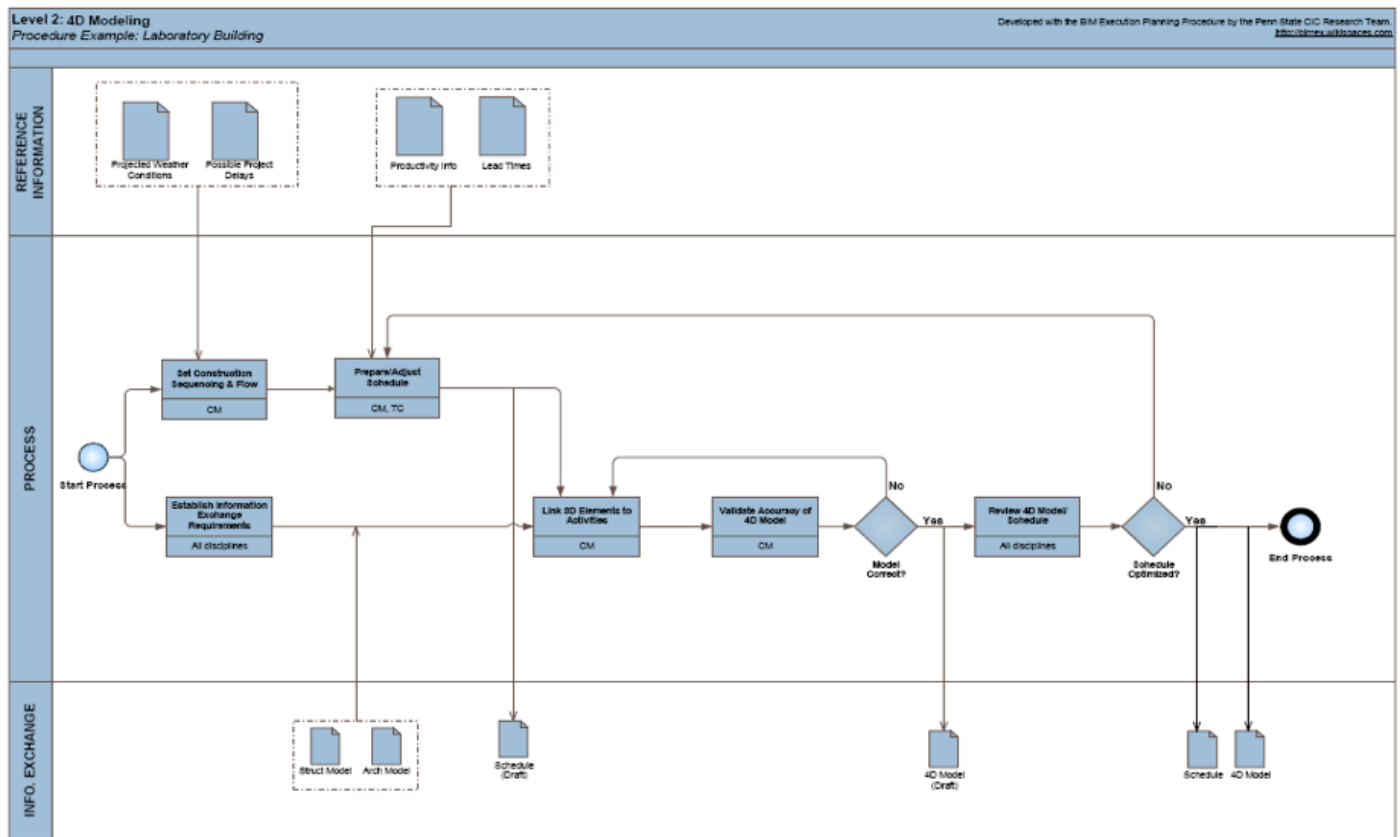 Level 2: 4D Modeling
Procedure Example: Laboratory Building
Developed with the BIM Execution Planning Procedure by the Penn State CIC Research Team.
http://bimex.wikispaces.com
REFERENCE
INFORMATION
Projected Weather
Conditions
Possible Project
Delays
Productivity Info
Lead Times
PROCESS
Start Process
Set Construction
Sequencing & Flow
CM
Prepare/Adjust
Schedule
CM, TC
Establish Information
Exchange
Requirements
All disciplines
Link 3D Elements to
Activities
CM
Validate Accuracy of
4D Model
CM
No
Yes
Model
Correct?
Review 4D Model/
Schedule
All disciplines
No
Yes
Schedule
Optimized?
End Process
INFO. EXCHANGE
Struct Model
Arch Model
Schedule
(Draft)
4D Model
(Draft)
Schedule
4D Model